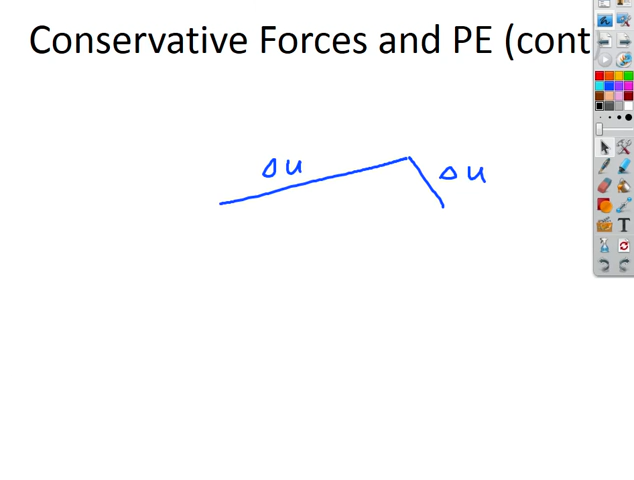 Conservative Forces and PE (cont
Δu
Δu
T